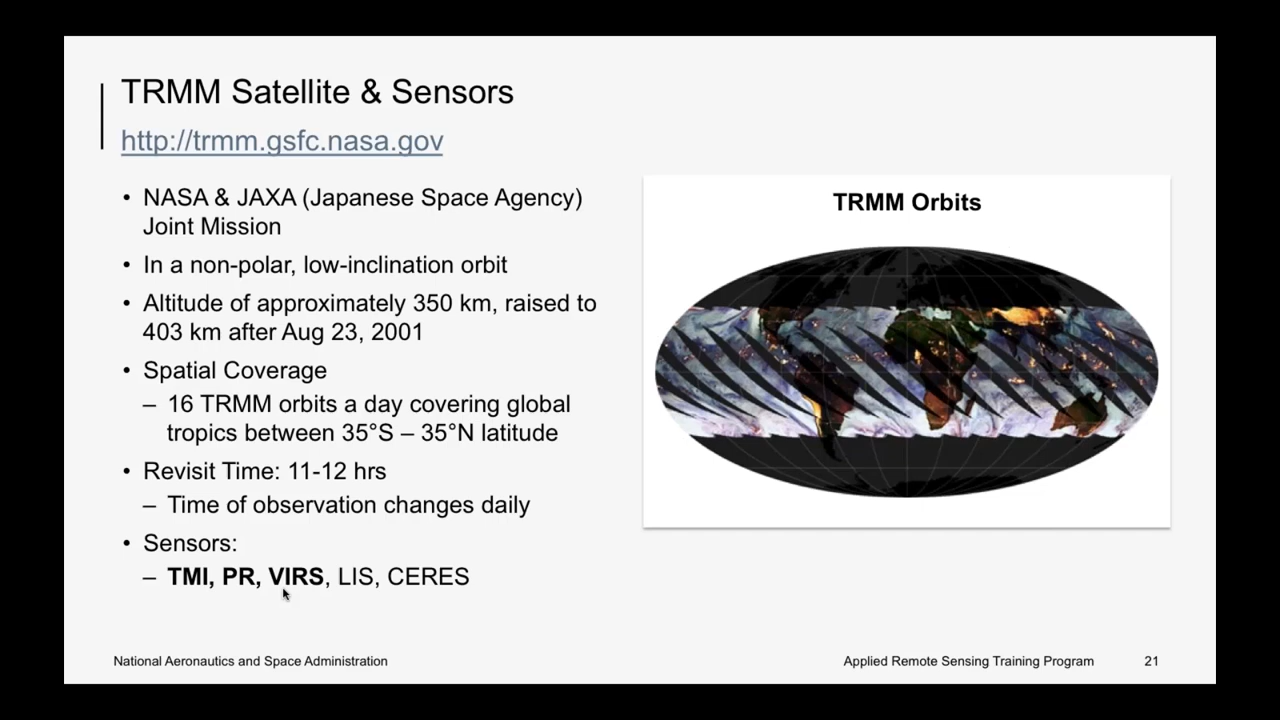 TRMM Satellite & Sensors
http://trmm.gsfc.nasa.gov
• NASA & JAXA (Japanese Space Agency)
Joint Mission
• In a non-polar, low-inclination orbit
• Altitude of approximately 350 km, raised to
403 km after Aug 23, 2001
• Spatial Coverage
– 16 TRMM orbits a day covering global
tropics between 35°S – 35°N latitude
• Revisit Time: 11-12 hrs
– Time of observation changes daily
• Sensors:
– TMI, PR, VIRS, LIS, CERES
TRMM Orbits
National Aeronautics and Space Administration
Applied Remote Sensing Training Program
21